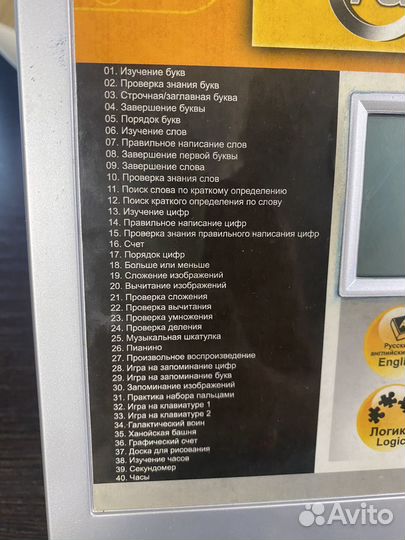 01. Изучение букв
02. Проверка знания букв
03. Строчная/заглавная буква
04. Завершение буквы
05. Порядок букв
06. Изучение слов
07. Правильное написание слов
08. Завершение первой буквы
09. Завершение слова
10. Проверка знания слов
11. Поиск слова по краткому определению
12. Поиск краткого определения по слову
13. Изучение цифр
14. Правильное написание цифр
15. Проверка знания правильного написания цифр
16. Счет
17. Порядок цифр
18. Больше или меньше
19. Сложение изображений
20. Вычитание изображений
21. Проверка сложения
22. Проверка вычитания
23. Проверка умножения
24. Проверка деления
25. Музыкальная шкатулка
26. Пианино
27. Произвольное воспроизведение
28. Игра на запоминание цифр
29. Игра на запоминание букв
30. Запоминание изображений
31. Практика набора пальцами
32. Игра на клавиатуре 1
33. Игра на клавиатуре 2
34. Галактический воин
35. Ханойская башня
36. Графический счет
37. Доска для рисования
38. Изучение часов
39. Секундомер
40. Часы
Русски
английски
Engli
Логик
Logic
Avito